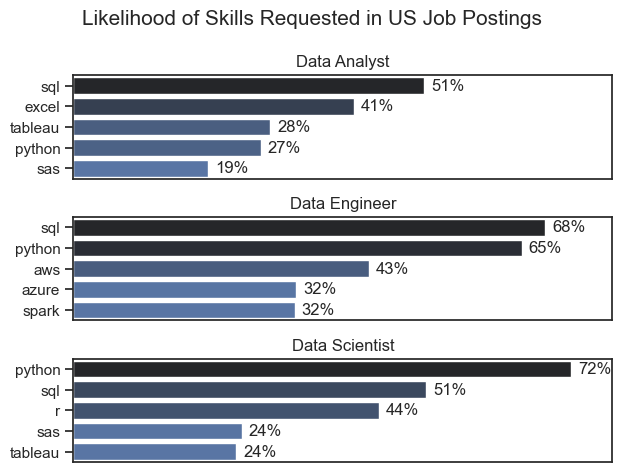 Likelihood of Skills Requested in US Job Postings
Data Analyst
sql 51%
excel 41%
tableau 28%
python 27%
sas 19%
Data Engineer
sql 68%
python 65%
aws 43%
azure 32%
spark 32%
Data Scientist
python 72%
sql 51%
r 44%
sas 24%
tableau 24%